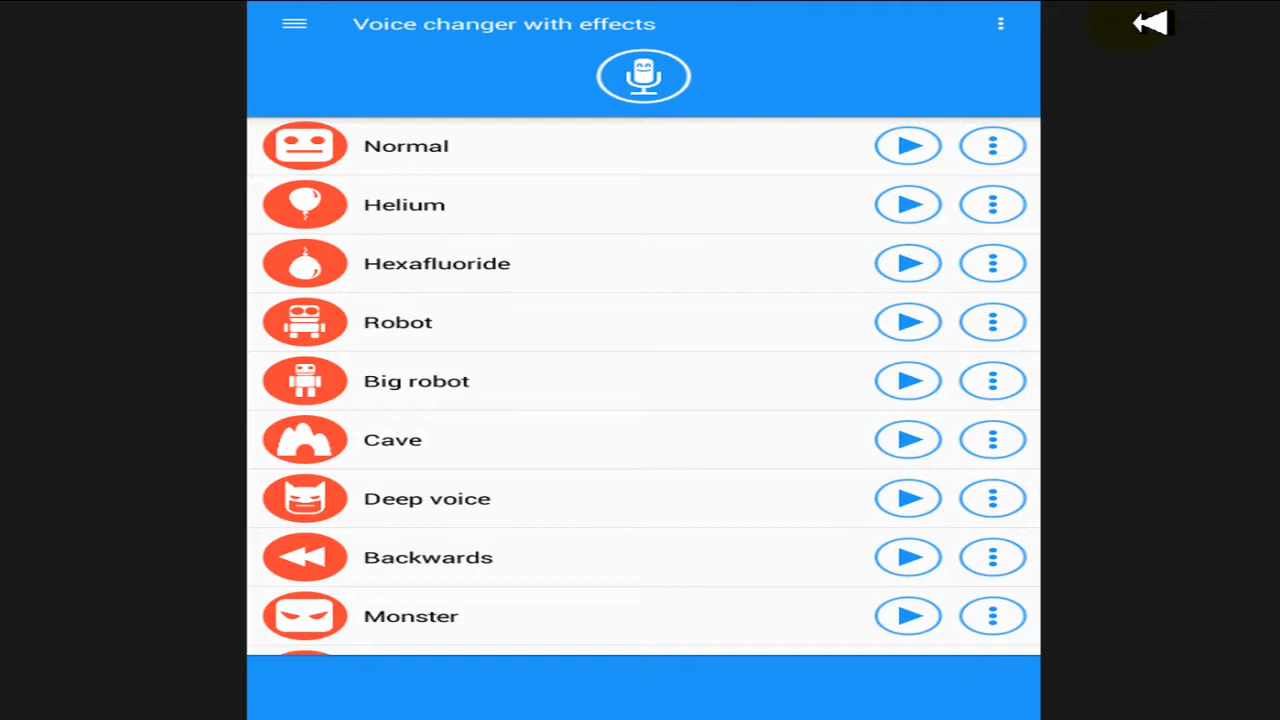 Voice changer with effects
Normal
Helium
Hexafluoride
Robot
Big robot
Cave
Deep voice
Backwards
Monster